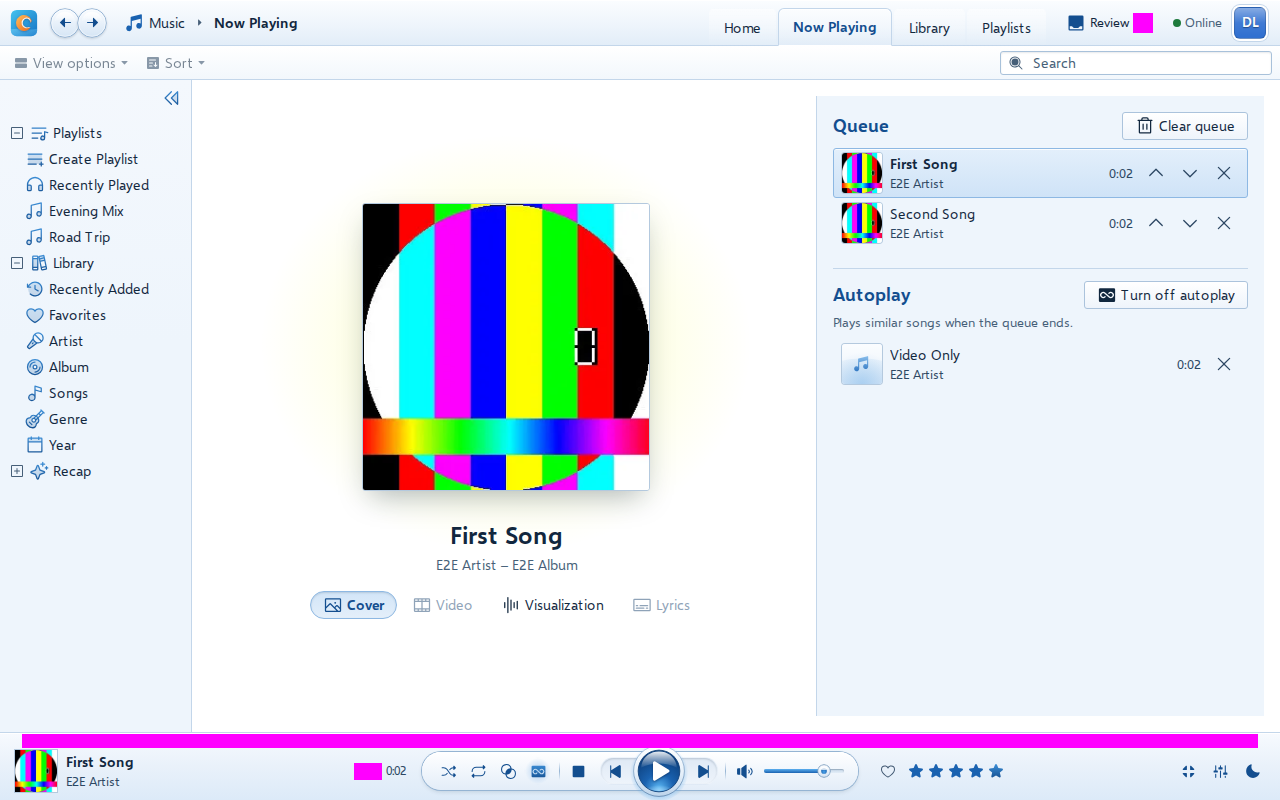 Music
Now Playing
Home
Now Playing
Library
Playlists
Review
Online
DL
View options
Sort
Search
Playlists
Create Playlist
Recently Played
Evening Mix
Road Trip
Library
Recently Added
Favorites
Artist
Album
Songs
Genre
Year
Recap
First Song
E2E Artist – E2E Album
Cover
Video
Visualization
Lyrics
Queue
Clear queue
First Song
E2E Artist
0:02
Second Song
E2E Artist
0:02
Autoplay
Turn off autoplay
Plays similar songs when the queue ends.
Video Only
E2E Artist
0:02
First Song
E2E Artist
0:02